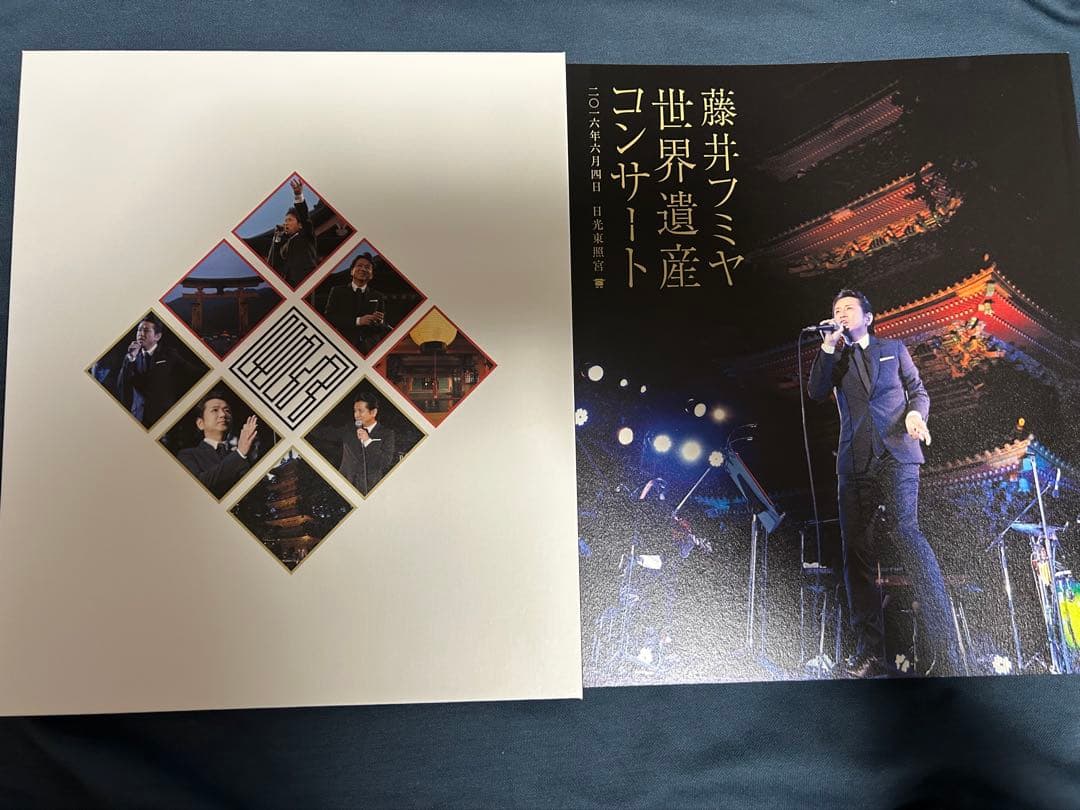 藤井フミヤ
世界遺産
コンサート
二〇一六年六月四日 日光東照宮